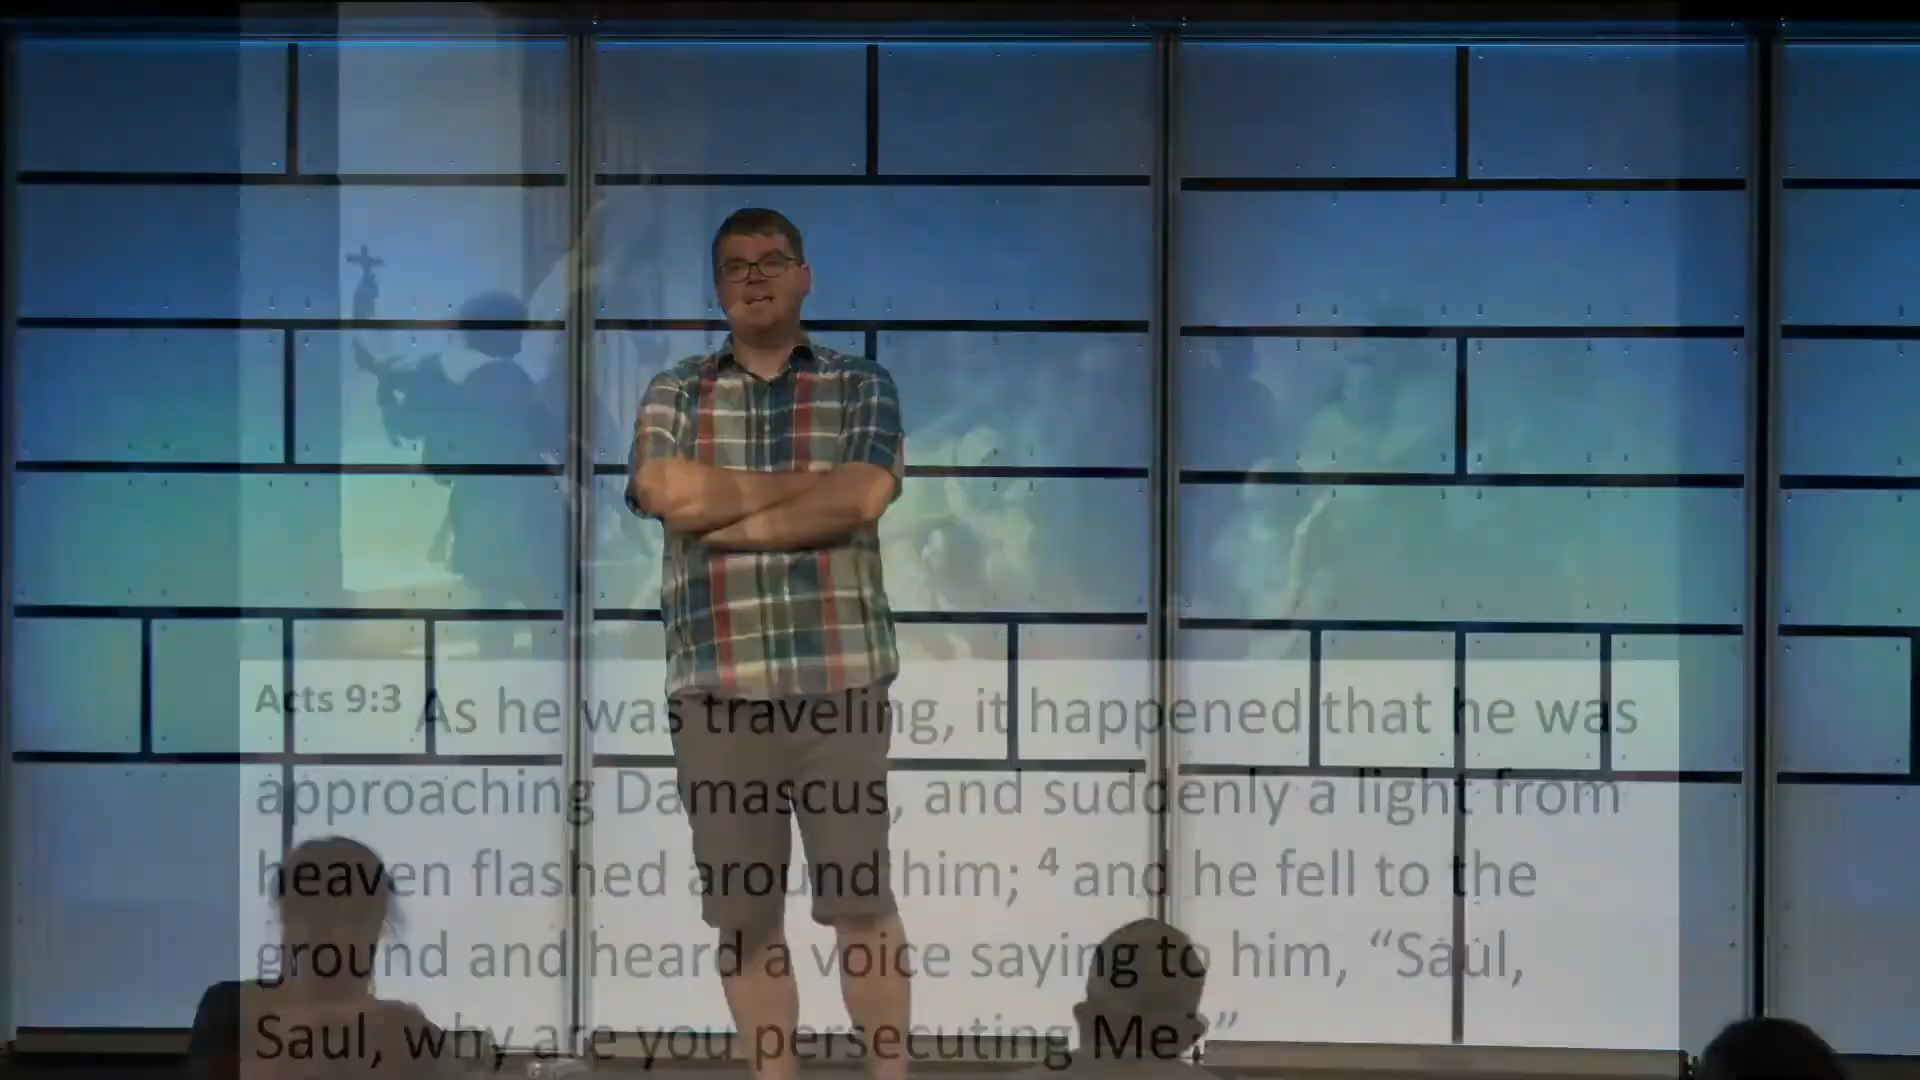 Acts 9:3 As he was traveling, it happened that he was
approaching Damascus, and suddenly a light from
heaven flashed around him; 4 and he fell to the
ground and heard a voice saying to him, “Saul,
Saul, why are you persecuting Me?”